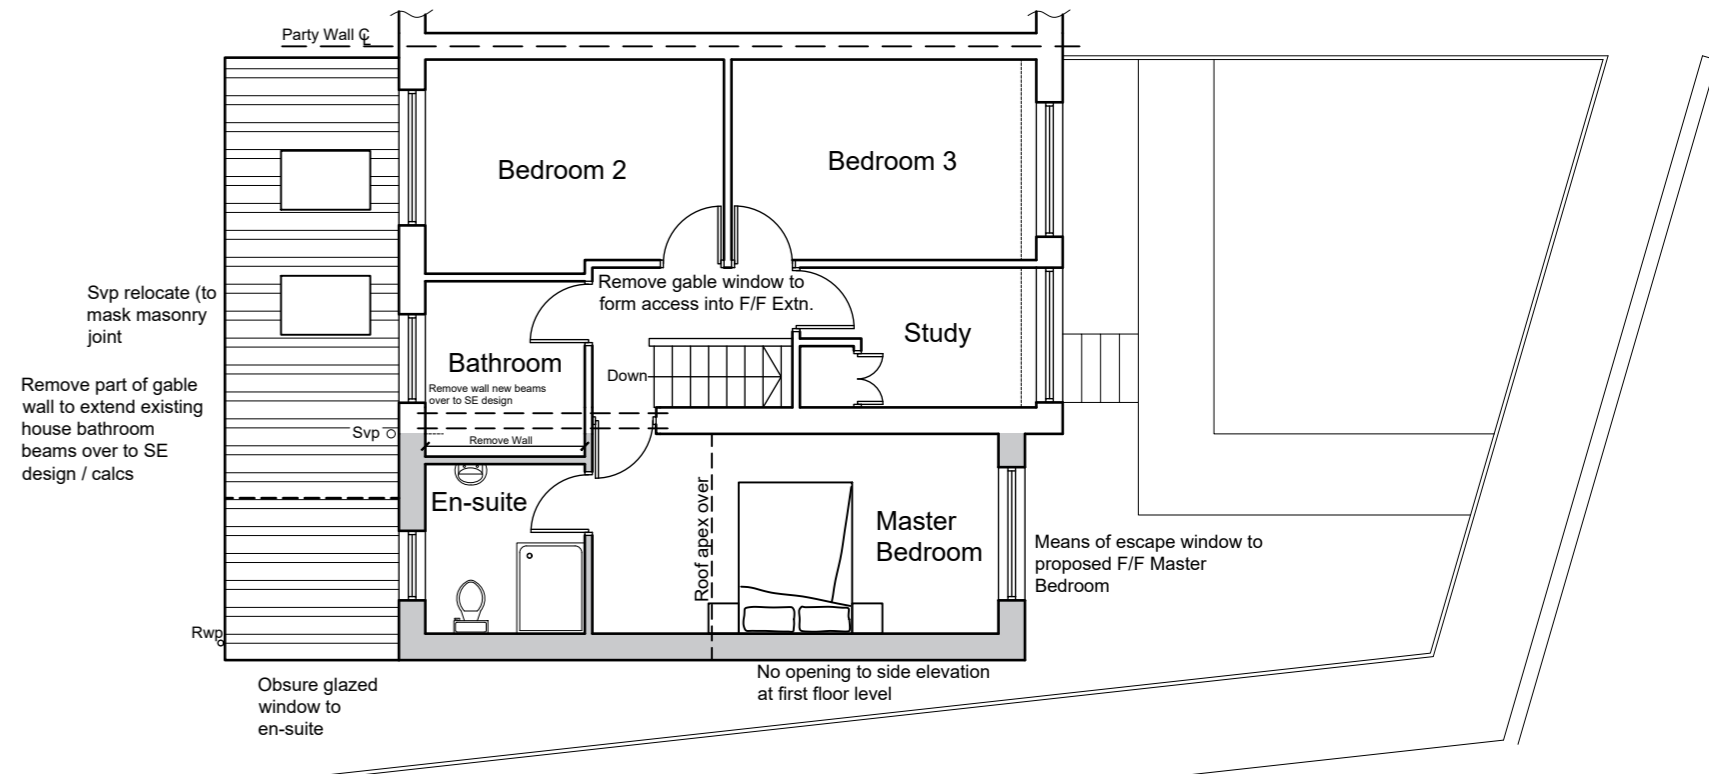 Party Wall ℄
Bedroom 2
Bedroom 3
Remove gable window to
form access into F/F Extn.
Svp relocate (to
mask masonry
joint
Study
Bathroom
Remove wall new beams
over to SE design
Down
Remove part of gable
wall to extend existing
house bathroom
beams over to SE
design / calcs
Svp
Remove Wall
En-suite
Roof apex over
Master
Bedroom
Means of escape window to
proposed F/F Master
Bedroom
Rwp
No opening to side elevation
at first floor level
Obsure glazed
window to
en-suite